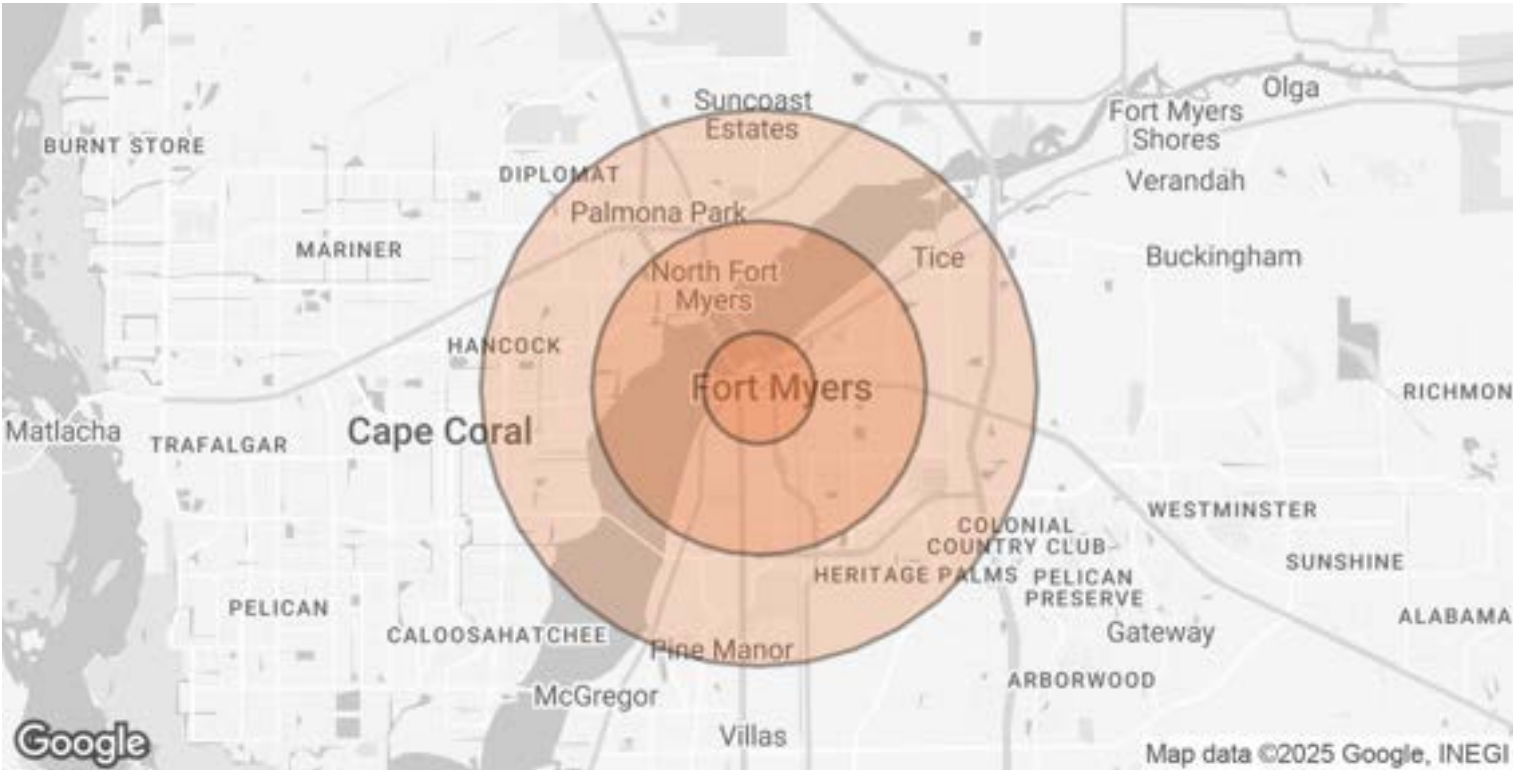 Suncoast
Estates
Olga
Fort Myers
Shores
BURNT STORE
DIPLOMAT
Verandah
Palmona Park
MARINER
Tice
Buckingham
North Fort
Myers
HANCOCK
Fort Myers
RICHMON
Matlacha
TRAFALGAR
Cape Coral
WESTMINSTER
COLONIAL
COUNTRY CLUB
SUNSHINE
HERITAGE PALMS
PELICAN
PRESERVE
PELICAN
ALABAMA
CALOOSAHATCHEE
Gateway
Pine Manor
ARBORWOOD
McGregor
Villas
Google
Map data ©2025 Google, INEGI